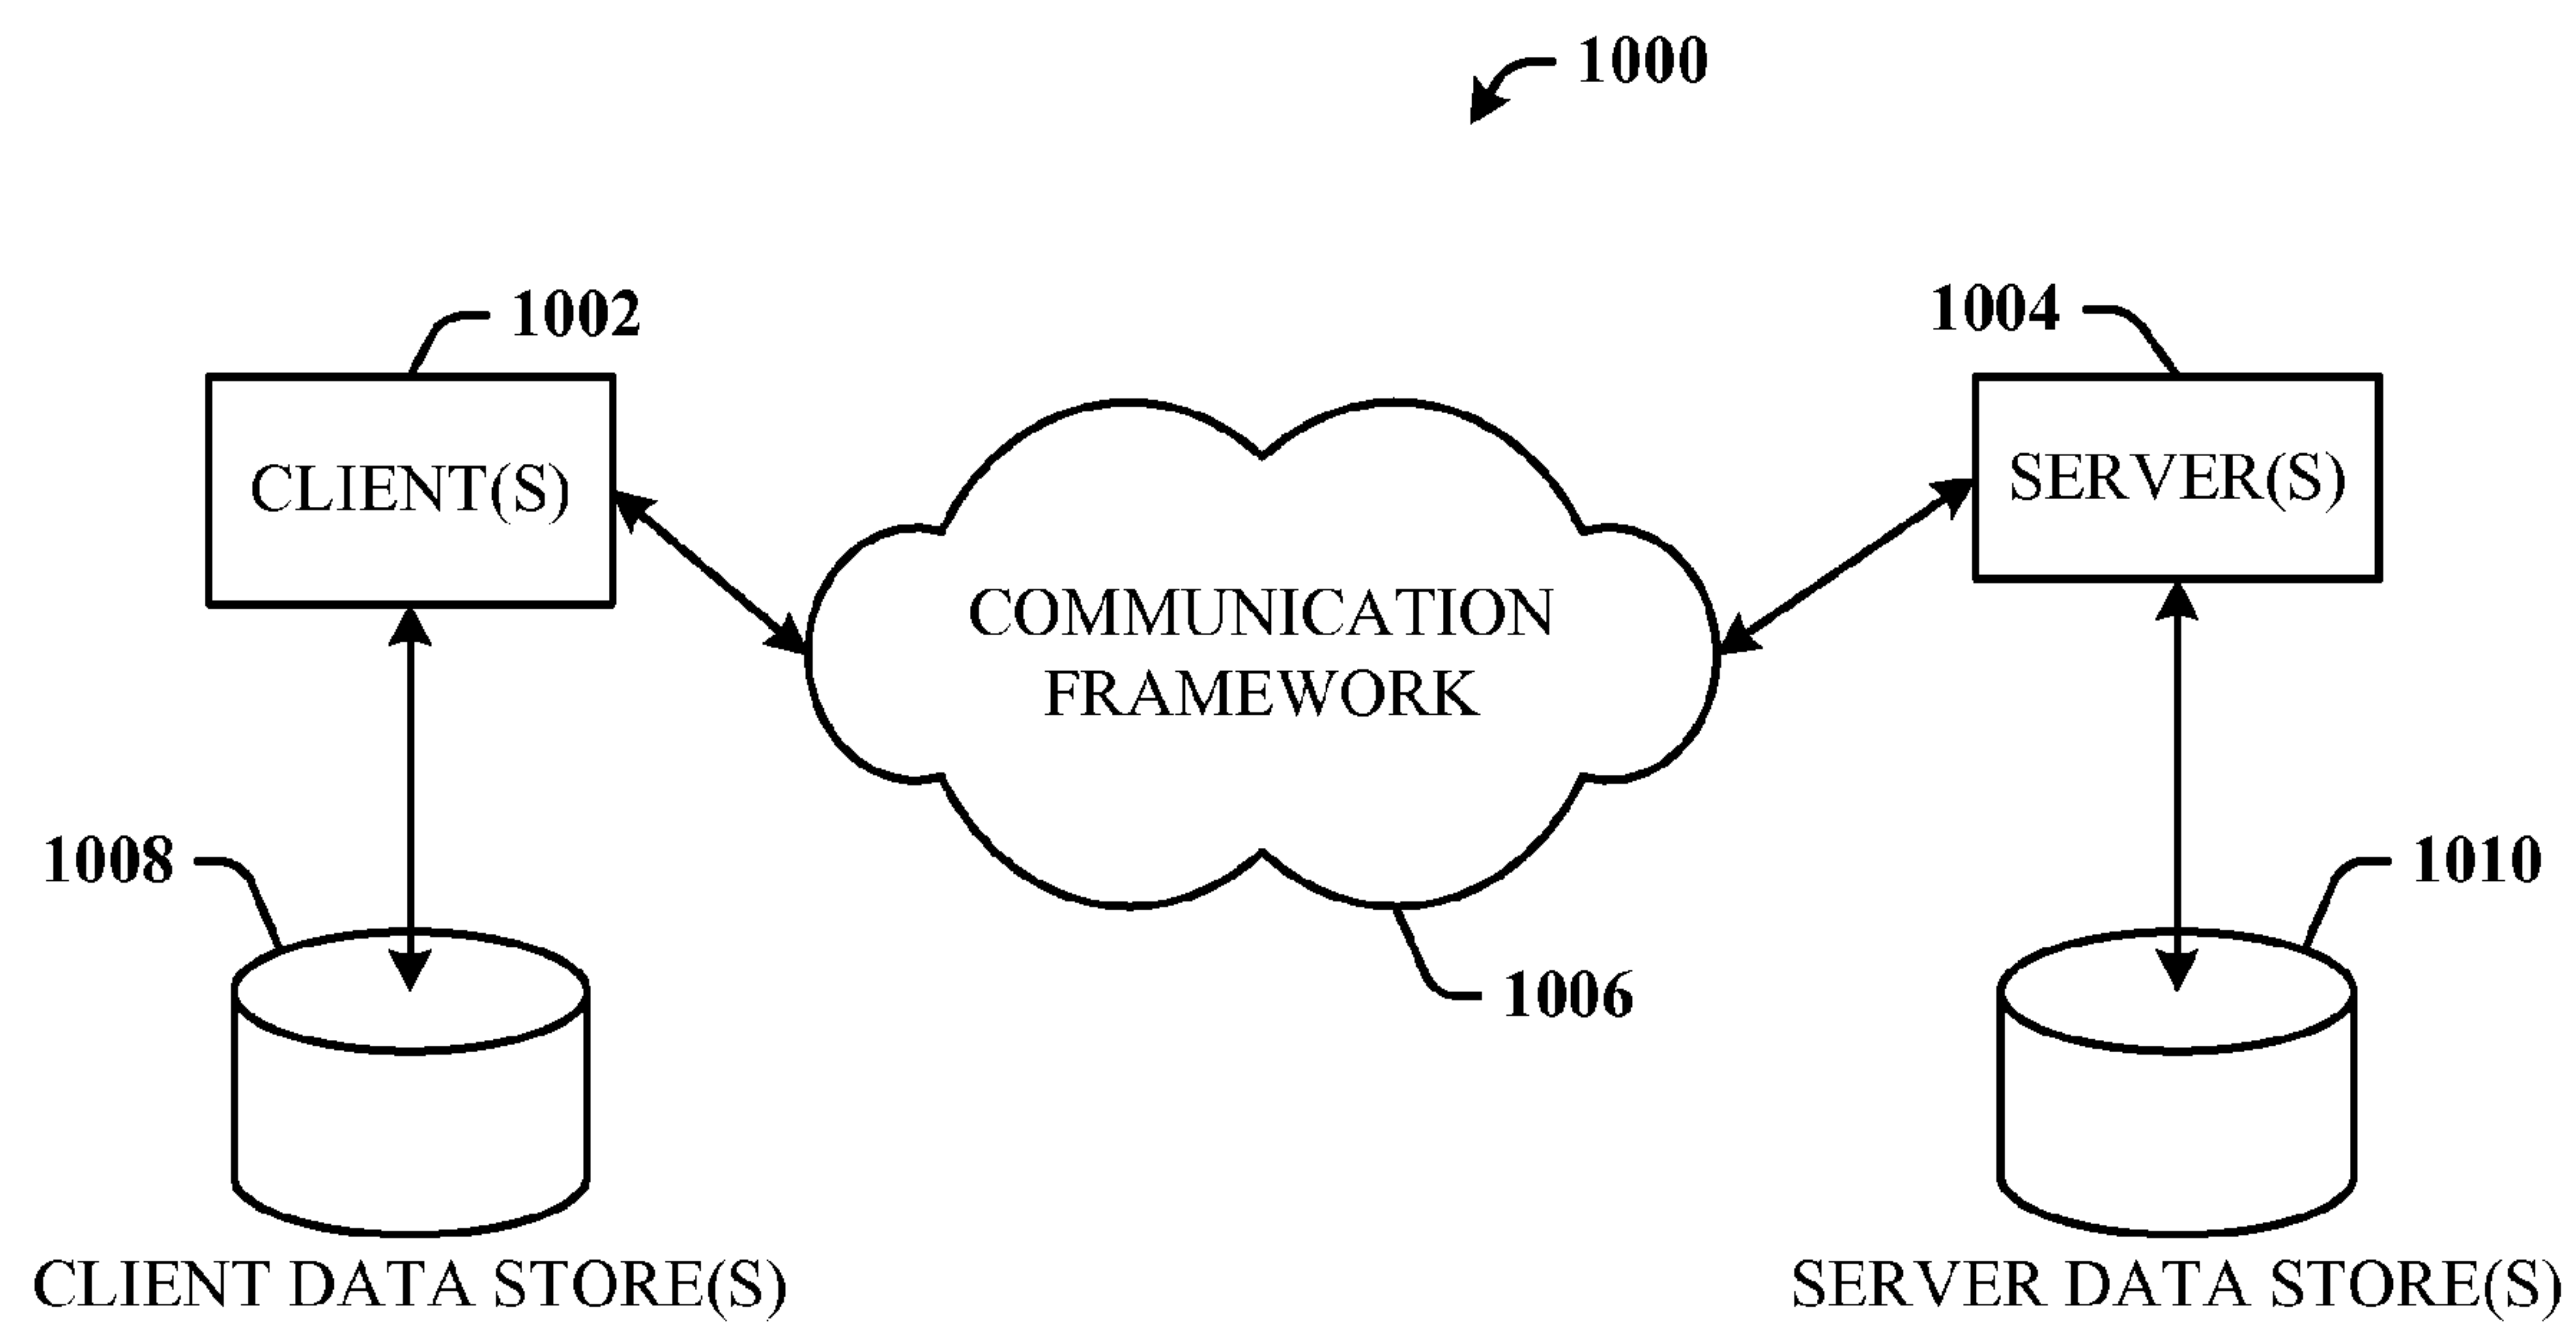 1000
1002
1004
CLIENT(S)
SERVER(S)
COMMUNICATION
FRAMEWORK
1008
1010
1006
CLIENT DATA STORE(S)
SERVER DATA STORE(S)